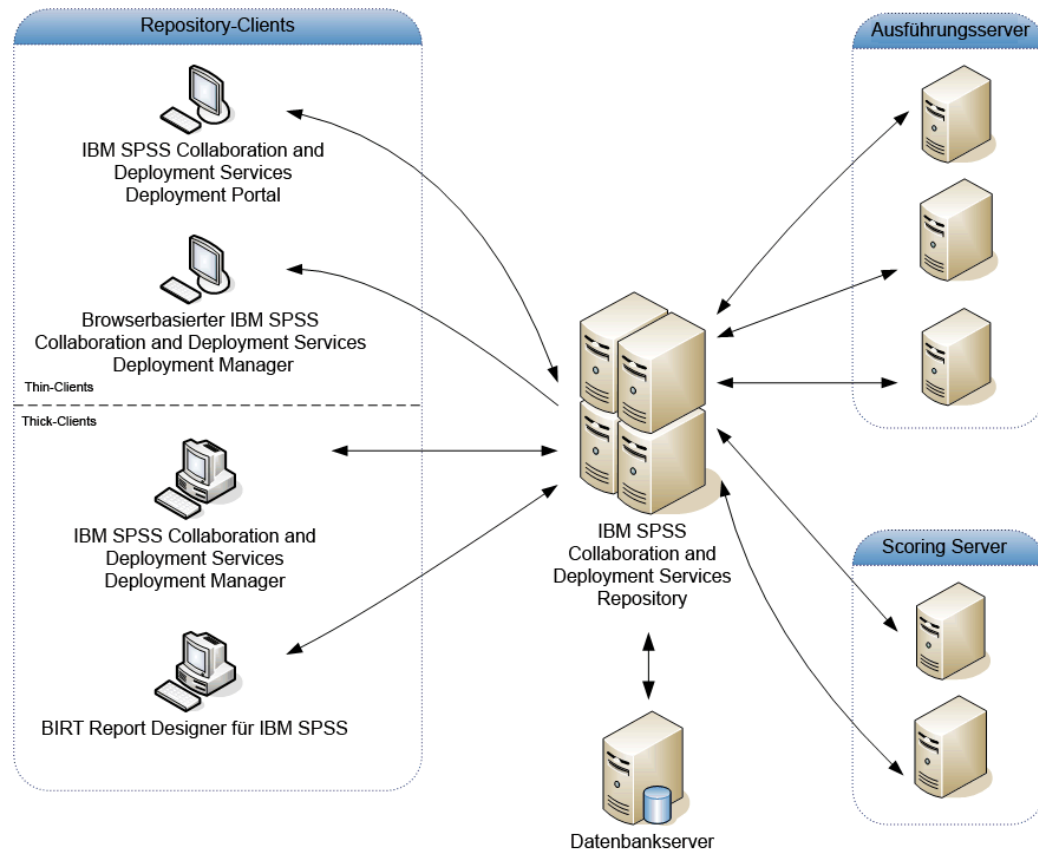 Repository-Clients
IBM SPSS Collaboration and
Deployment Services
Deployment Portal
Browserbasierter IBM SPSS
Collaboration and Deployment Services
Deployment Manager
Thin-Clients
Thick-Clients
IBM SPSS Collaboration and
Deployment Services
Deployment Manager
BIRT Report Designer für IBM SPSS
IBM SPSS
Collaboration and
Deployment Services
Repository
Datenbankserver
Ausführungsserver
Scoring Server